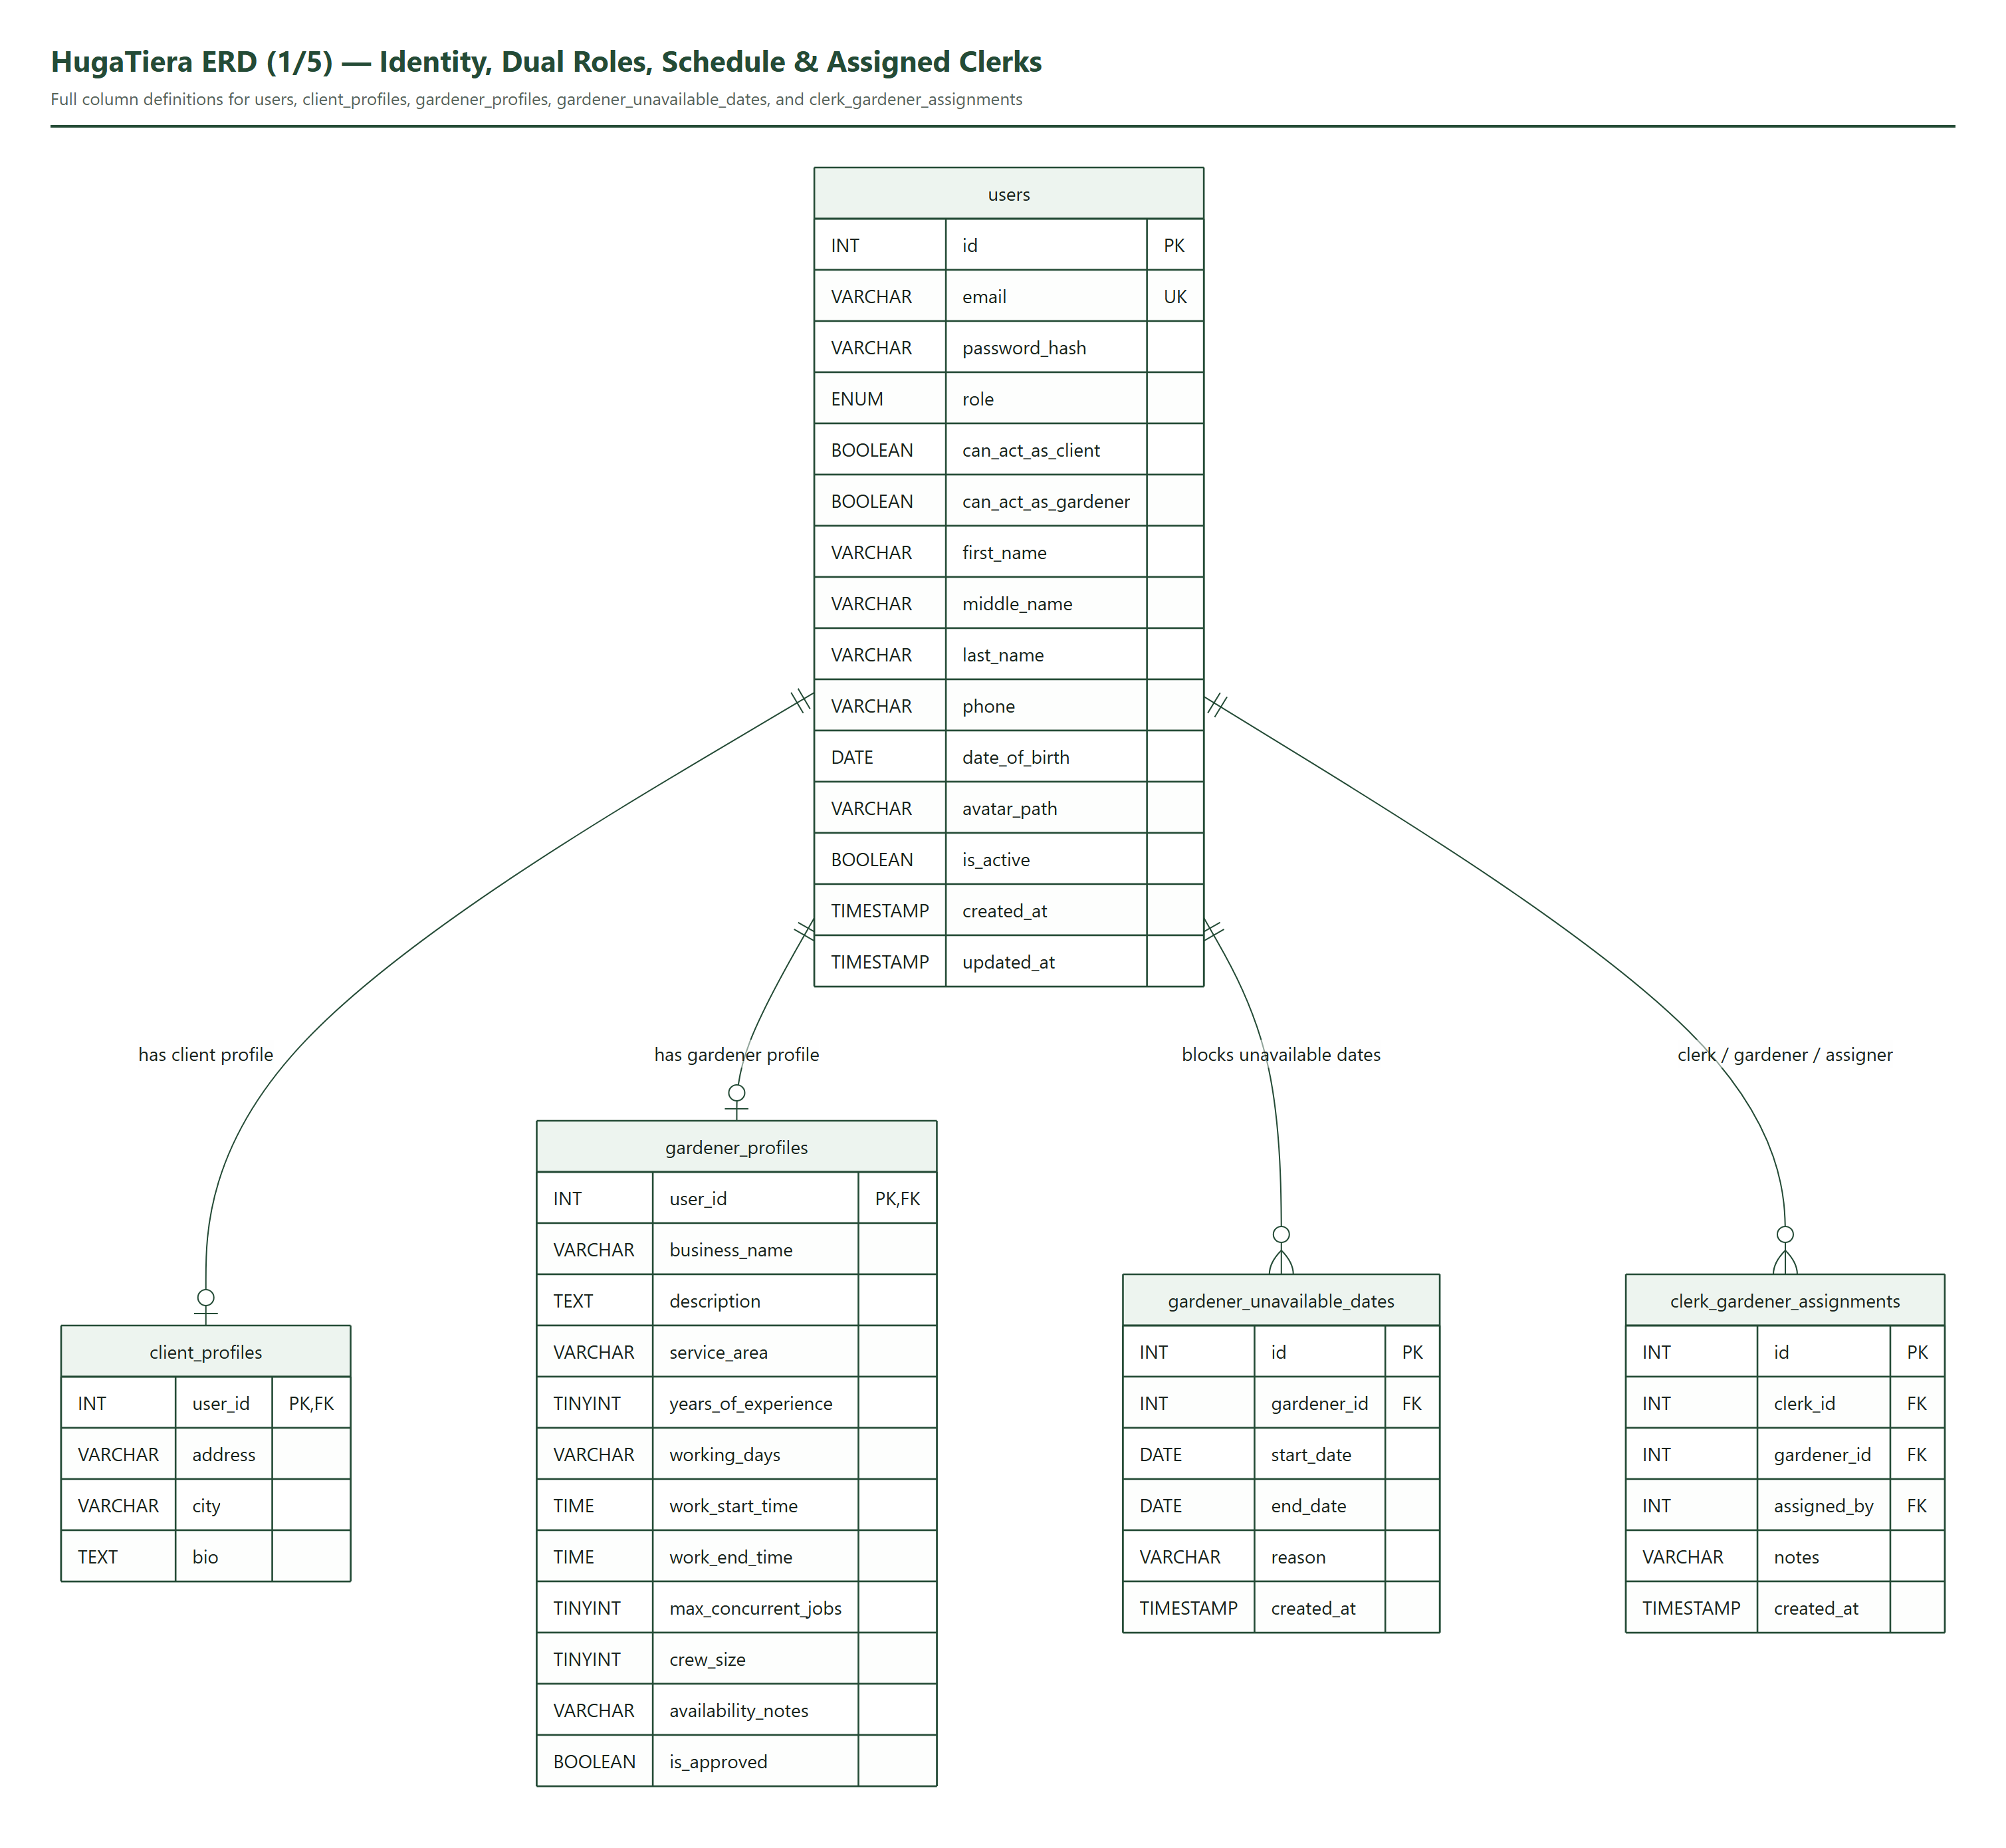 HugaTiera ERD (1/5) — Identity, Dual Roles, Schedule & Assigned Clerks
Full column definitions for users, client_profiles, gardener_profiles, gardener_unavailable_dates, and clerk_gardener_assignments
users
INT id PK
VARCHAR email UK
VARCHAR password_hash
ENUM role
BOOLEAN can_act_as_client
BOOLEAN can_act_as_gardener
VARCHAR first_name
VARCHAR middle_name
VARCHAR last_name
VARCHAR phone
DATE date_of_birth
VARCHAR avatar_path
BOOLEAN is_active
TIMESTAMP created_at
TIMESTAMP updated_at
has client profile
has gardener profile
blocks unavailable dates
clerk / gardener / assigner
client_profiles
INT user_id PK,FK
VARCHAR address
VARCHAR city
TEXT bio
gardener_profiles
INT user_id PK,FK
VARCHAR business_name
TEXT description
VARCHAR service_area
TINYINT years_of_experience
VARCHAR working_days
TIME work_start_time
TIME work_end_time
TINYINT max_concurrent_jobs
TINYINT crew_size
VARCHAR availability_notes
BOOLEAN is_approved
gardener_unavailable_dates
INT id PK
INT gardener_id FK
DATE start_date
DATE end_date
VARCHAR reason
TIMESTAMP created_at
clerk_gardener_assignments
INT id PK
INT clerk_id FK
INT gardener_id FK
INT assigned_by FK
VARCHAR notes
TIMESTAMP created_at